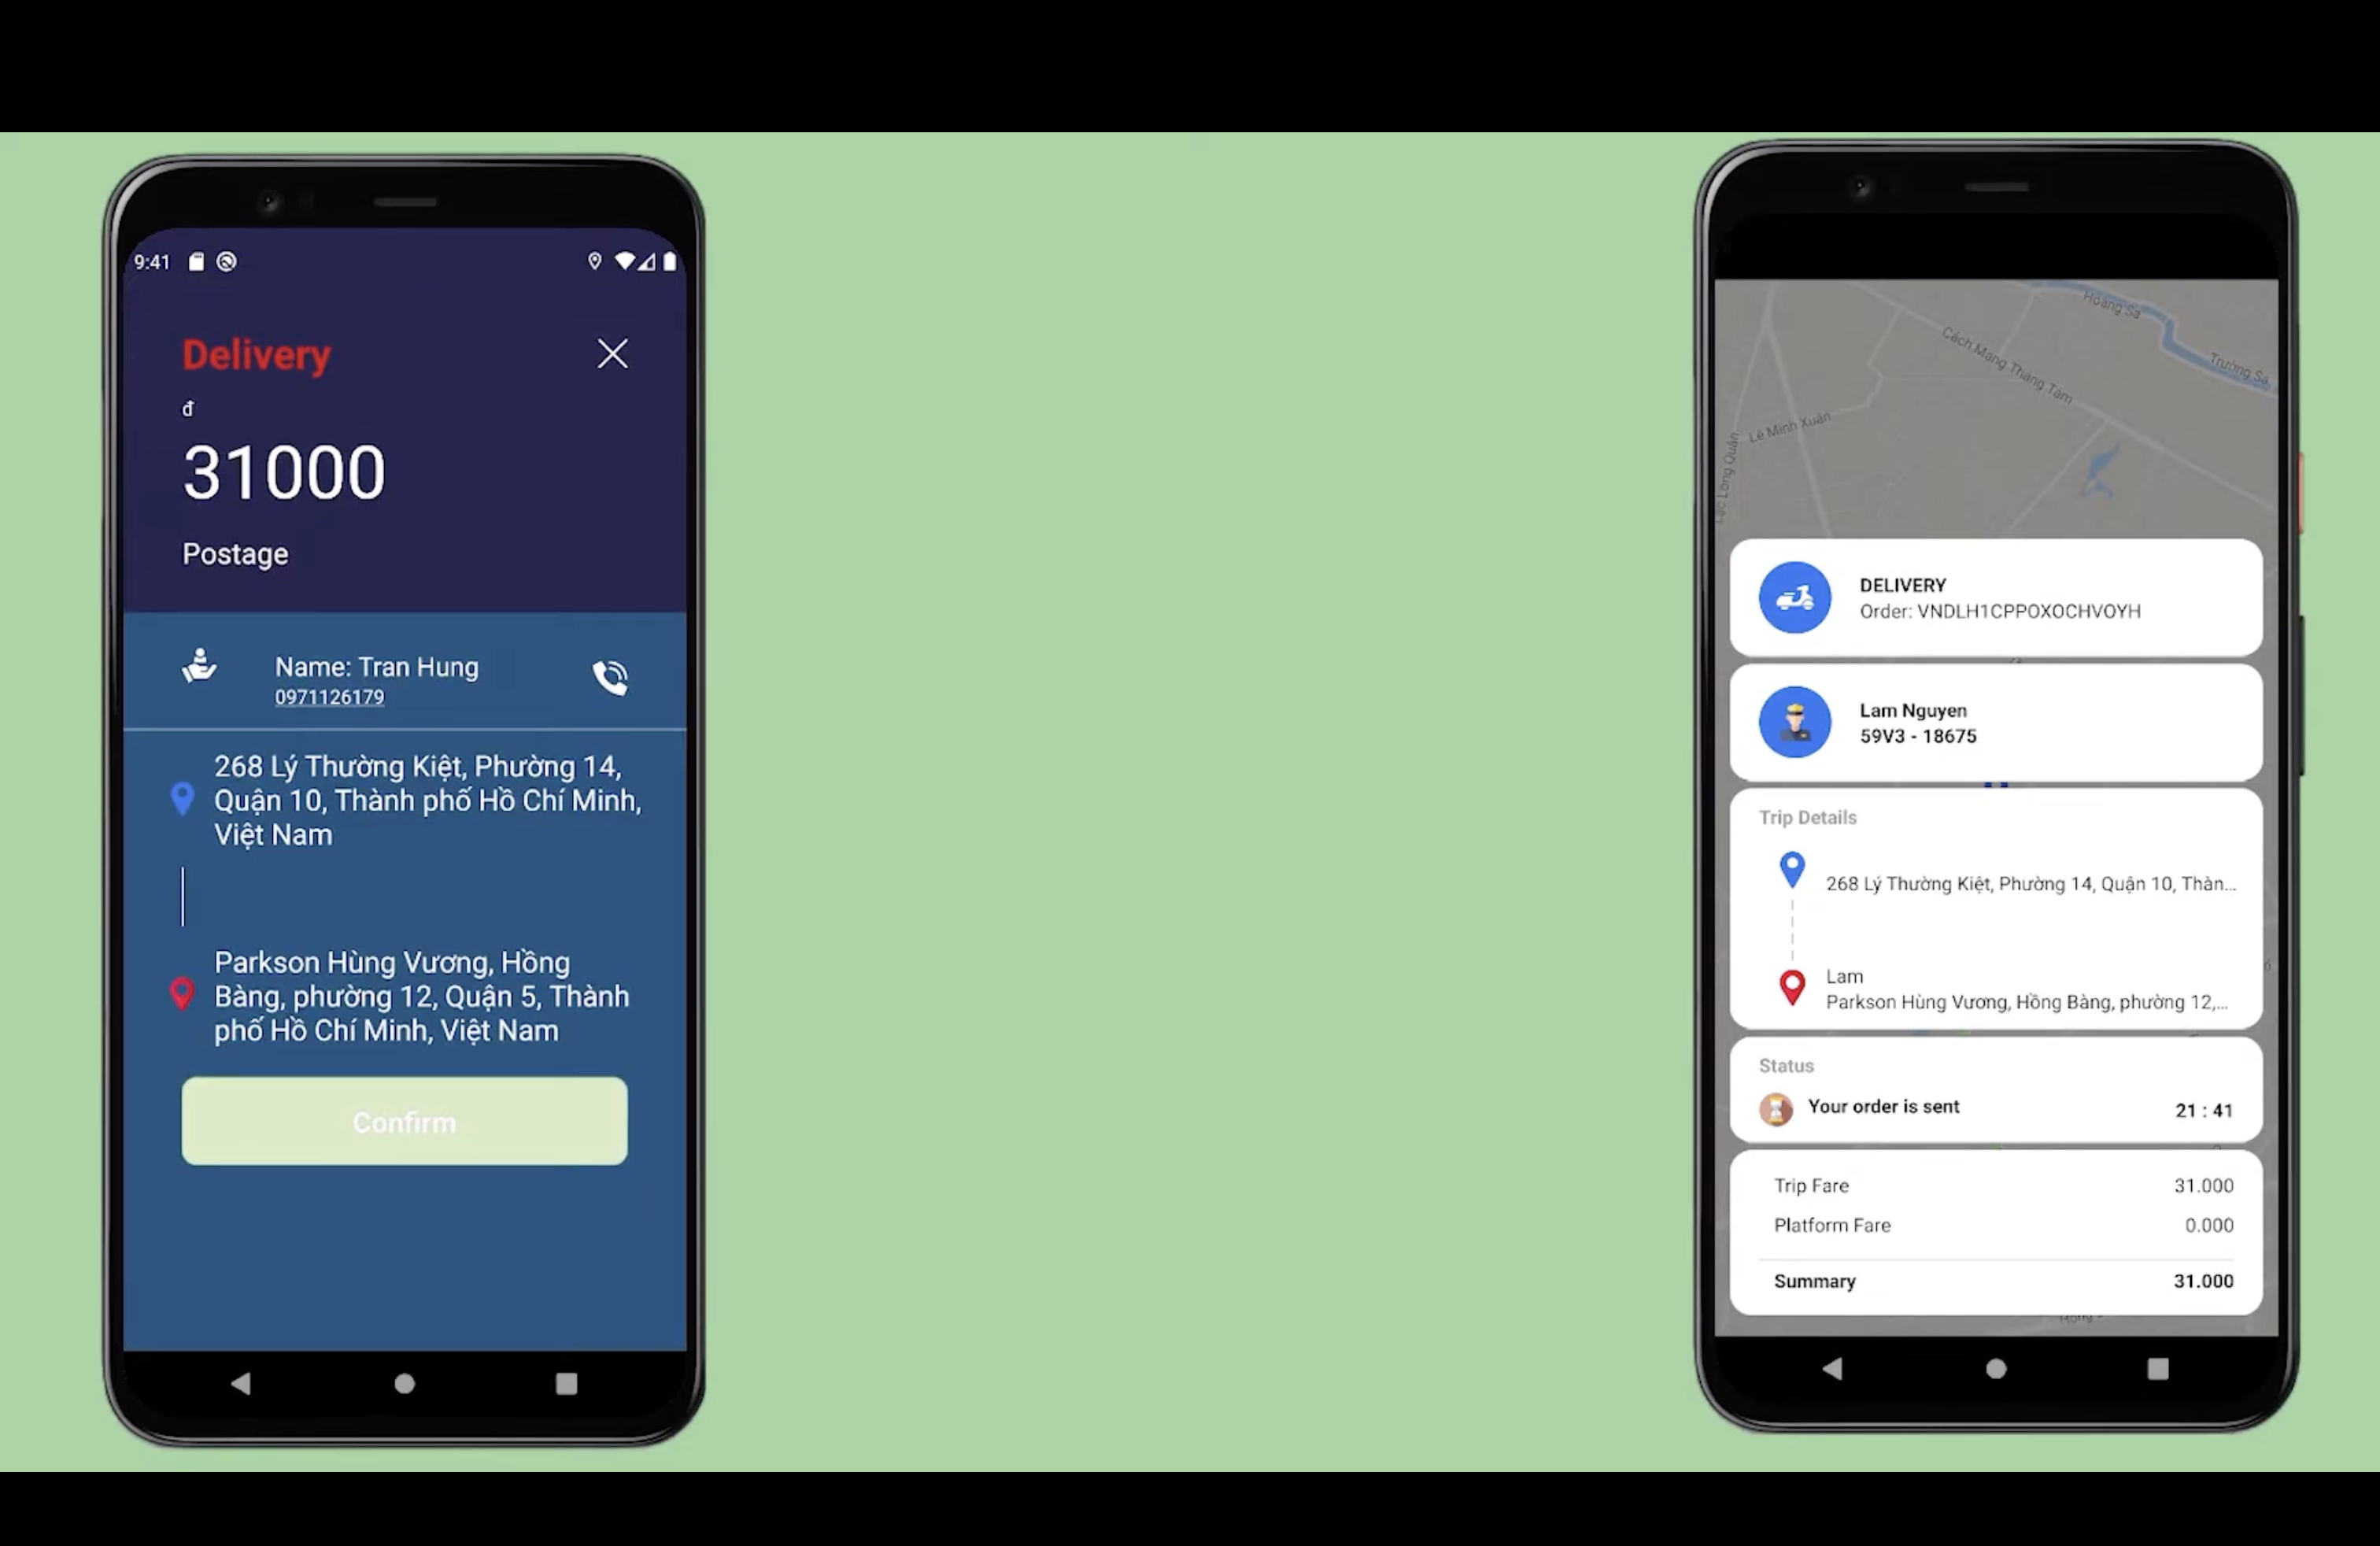 9:41
Delivery
đ
31000
Postage
Name: Tran Hung
0971126179
268 Lý Thường Kiệt, Phường 14,
Quận 10, Thành phố Hồ Chí Minh,
Việt Nam
Parkson Hùng Vương, Hồng
Bàng, phường 12, Quận 5, Thành
phố Hồ Chí Minh, Việt Nam
Confirm
Hoàng Sa
Trường Sa
Cách Mạng Tháng Tám
Lê Minh Xuân
Lạc Long Quân
DELIVERY
Order: VNDLH1CPPOXOCHVOYH
Lam Nguyen
59V3 - 18675
Trip Details
268 Lý Thường Kiệt, Phường 14, Quận 10, Thàn...
Lam
Parkson Hùng Vương, Hồng Bàng, phường 12,...
Status
Your order is sent
21 : 41
Trip Fare
31.000
Platform Fare
0.000
Summary
31.000